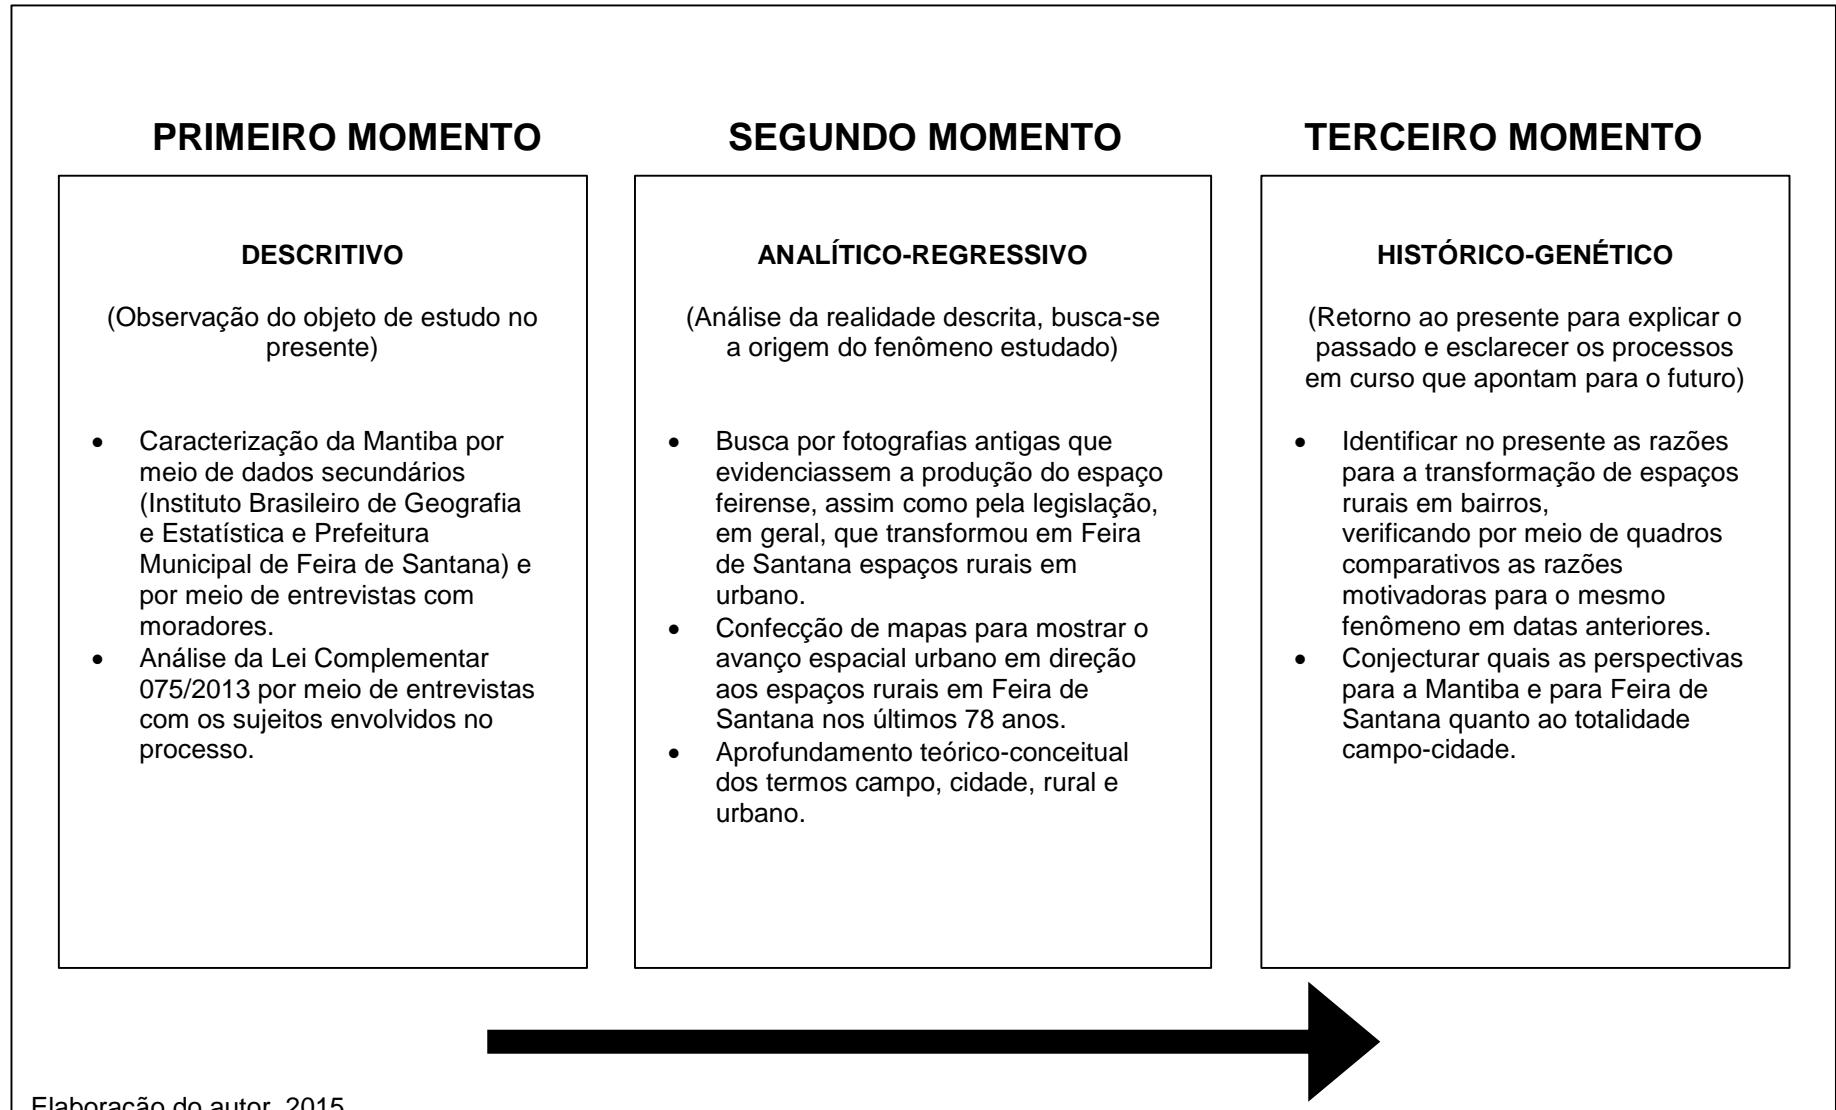 PRIMEIRO MOMENTO
DESCRITIVO
(Observação do objeto de estudo no
presente)
• Caracterização da Mantiba por
meio de dados secundários
(Instituto Brasileiro de Geografia
e Estatística e Prefeitura
Municipal de Feira de Santana) e
por meio de entrevistas com
moradores.
• Análise da Lei Complementar
075/2013 por meio de entrevistas
com os sujeitos envolvidos no
processo.
SEGUNDO MOMENTO
ANALÍTICO-REGRESSIVO
(Análise da realidade descrita, busca-se
a origem do fenômeno estudado)
• Busca por fotografias antigas que
evidenciassem a produção do espaço
feirense, assim como pela legislação,
em geral, que transformou em Feira
de Santana espaços rurais em
urbano.
• Confecção de mapas para mostrar o
avanço espacial urbano em direção
aos espaços rurais em Feira de
Santana nos últimos 78 anos.
• Aprofundamento teórico-conceitual
dos termos campo, cidade, rural e
urbano.
TERCEIRO MOMENTO
HISTÓRICO-GENÉTICO
(Retorno ao presente para explicar o
passado e esclarecer os processos
em curso que apontam para o futuro)
• Identificar no presente as razões
para a transformação de espaços
rurais em bairros,
verificando por meio de quadros
comparativos as razões
motivadoras para o mesmo
fenômeno em datas anteriores.
• Conjecturar quais as perspectivas
para a Mantiba e para Feira de
Santana quanto ao totalidade
campo-cidade.
Elaboração do autor, 2015